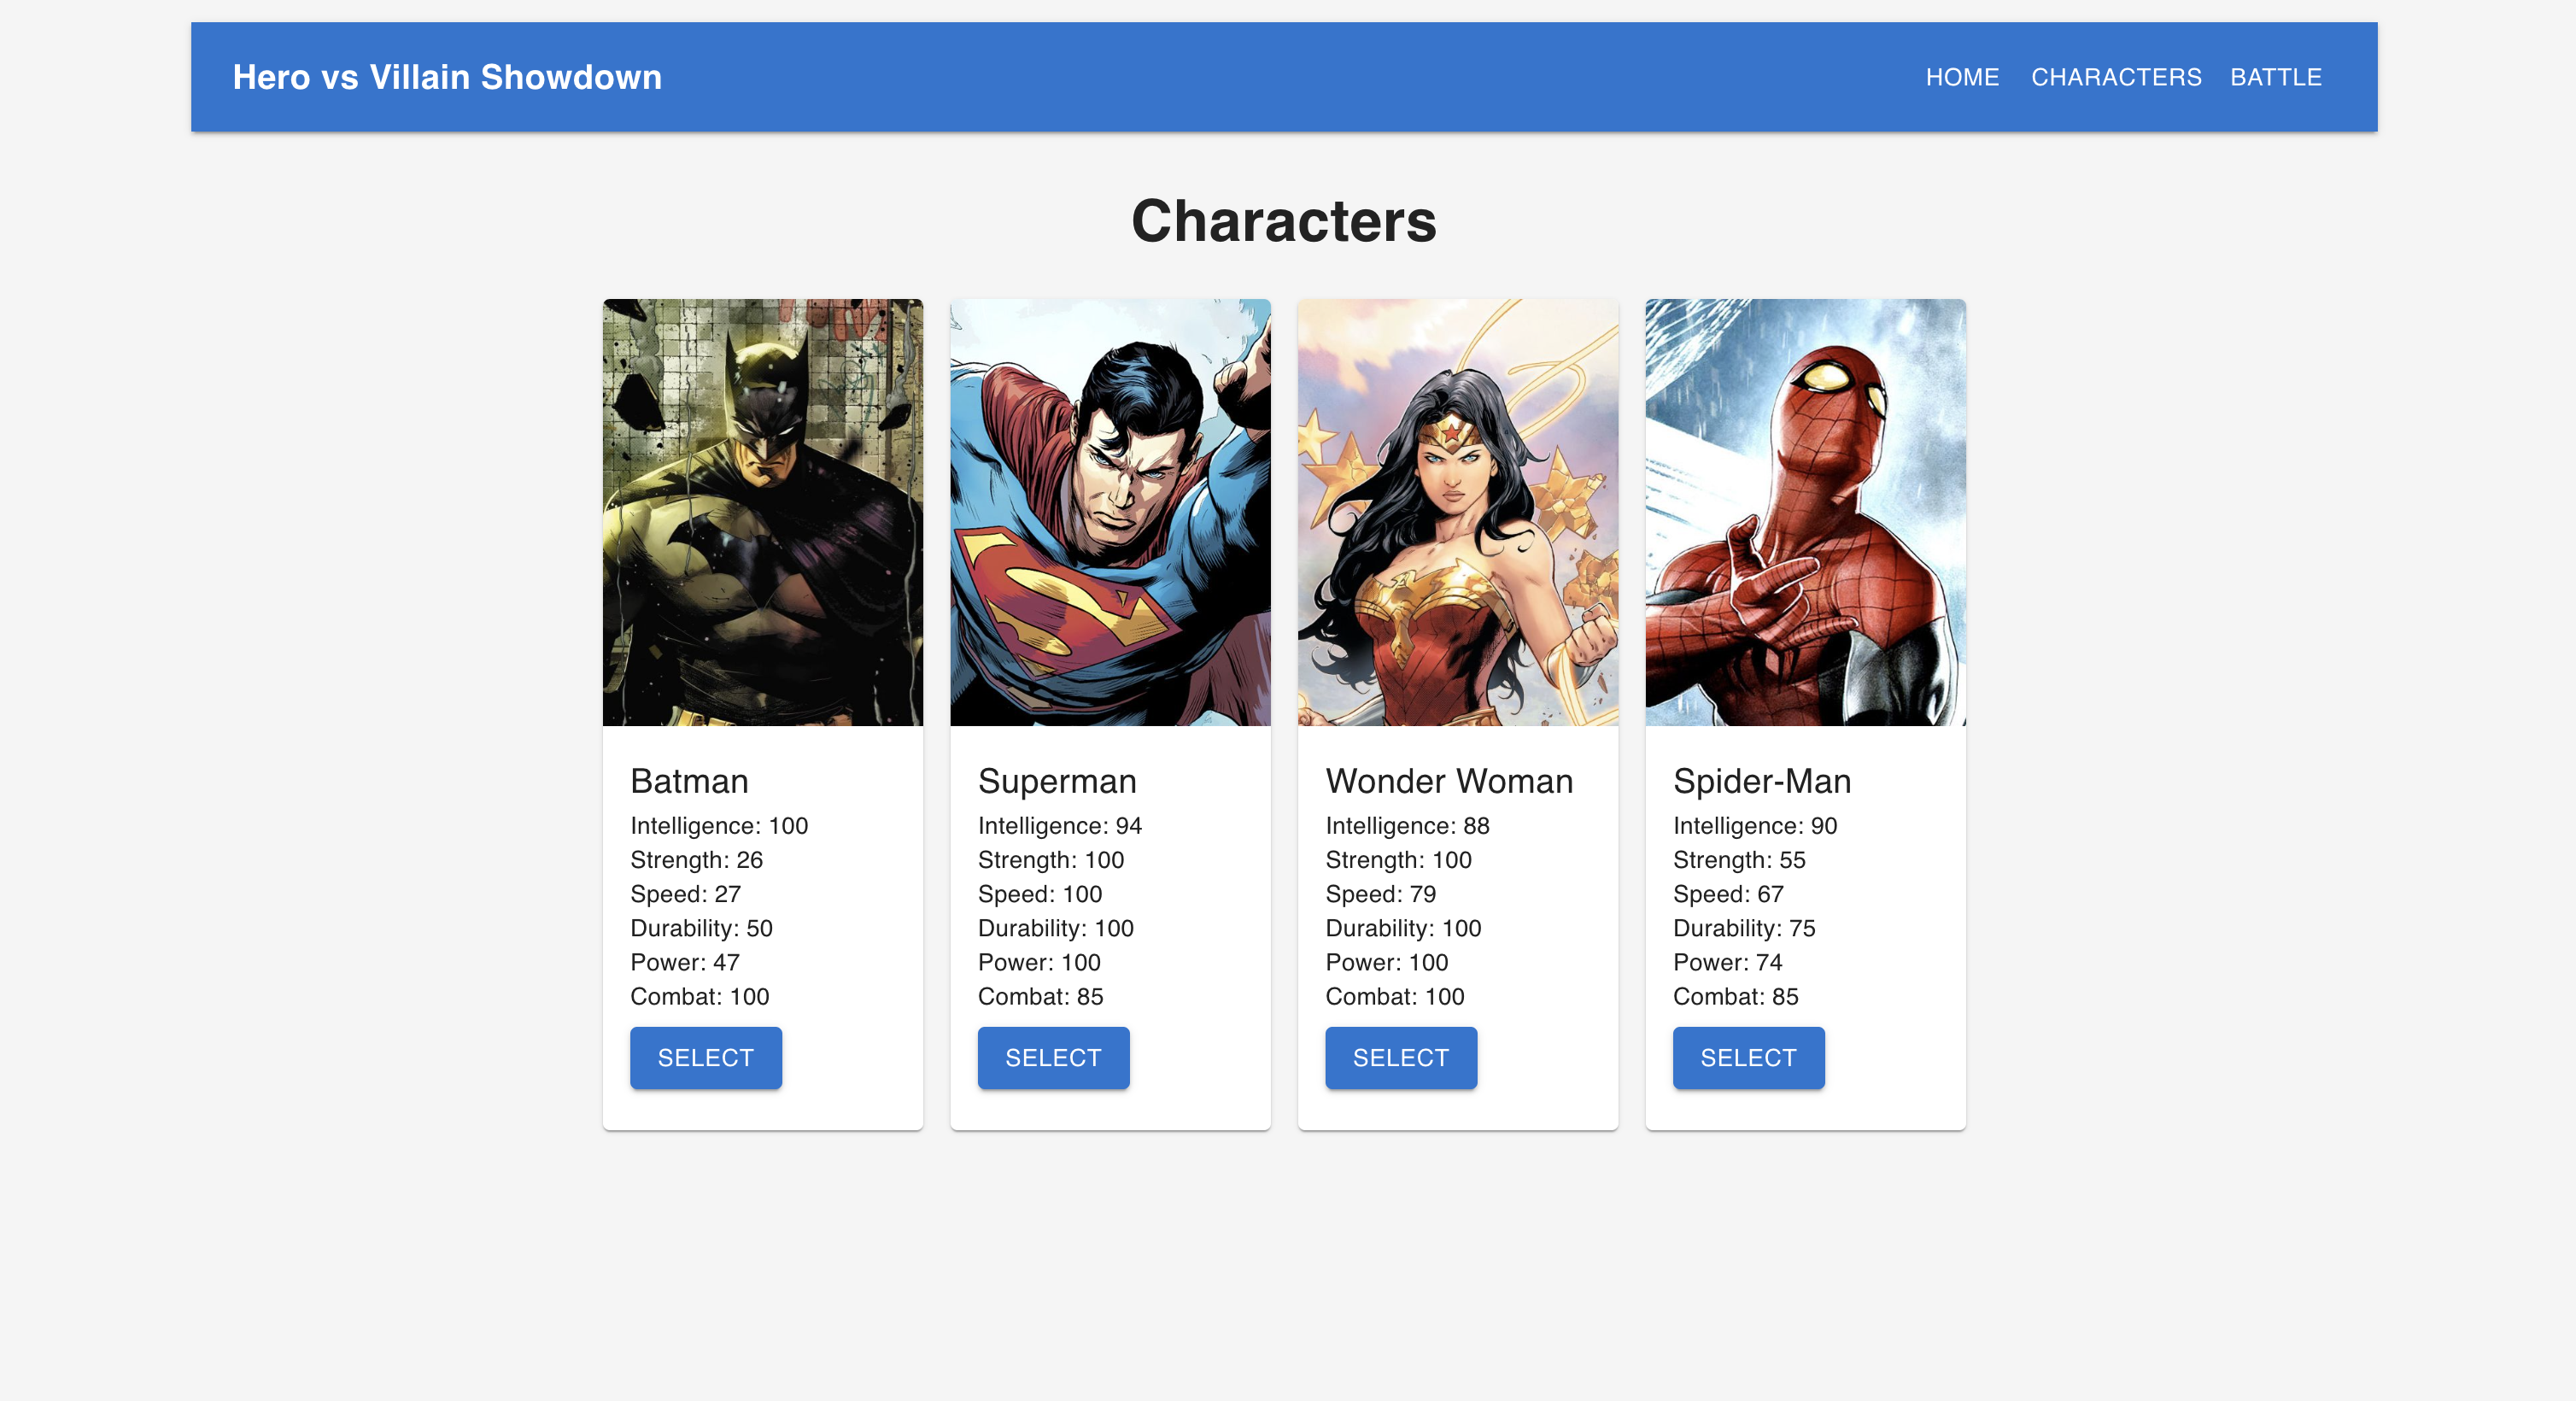 Hero vs Villain Showdown
HOME CHARACTERS BATTLE
Characters
Batman
Intelligence: 100
Strength: 26
Speed: 27
Durability: 50
Power: 47
Combat: 100
SELECT
Superman
Intelligence: 94
Strength: 100
Speed: 100
Durability: 100
Power: 100
Combat: 85
SELECT
Wonder Woman
Intelligence: 88
Strength: 100
Speed: 79
Durability: 100
Power: 100
Combat: 100
SELECT
Spider-Man
Intelligence: 90
Strength: 55
Speed: 67
Durability: 75
Power: 74
Combat: 85
SELECT